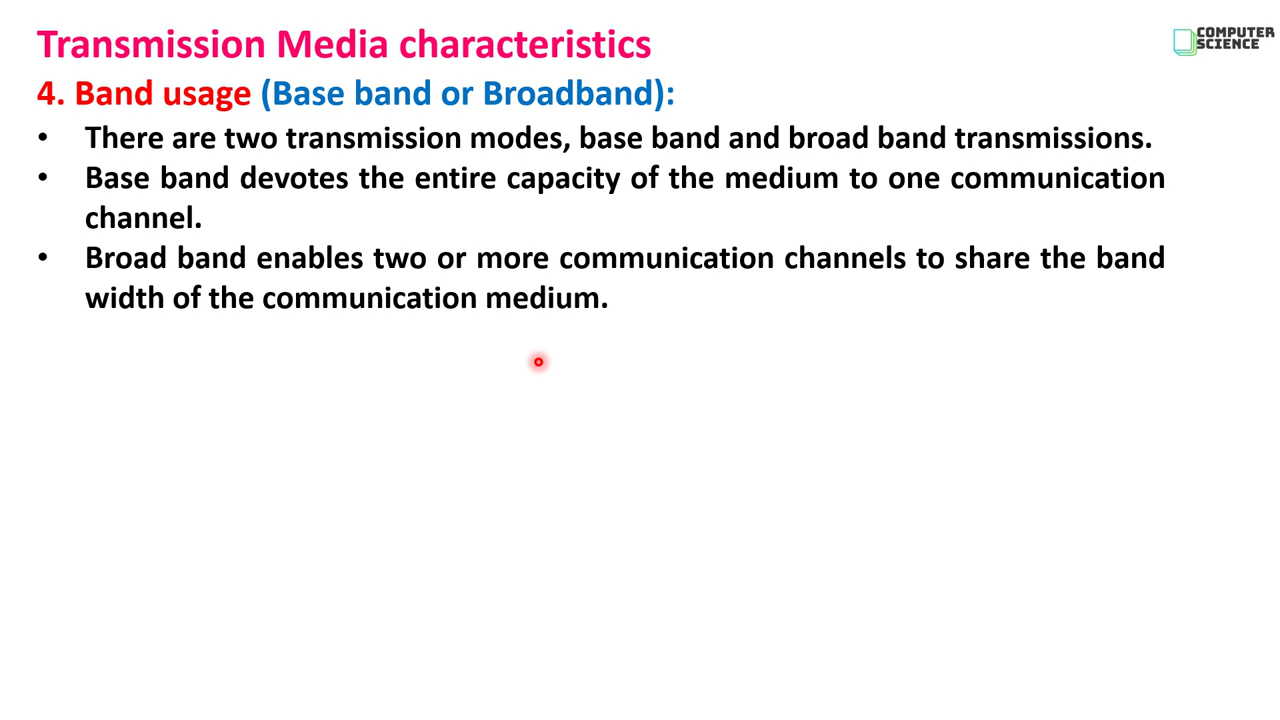 Transmission Media characteristics
COMPUTER
SCIENCE
4. Band usage (Base band or Broadband):
• There are two transmission modes, base band and broad band transmissions.
• Base band devotes the entire capacity of the medium to one communication
channel.
• Broad band enables two or more communication channels to share the band
width of the communication medium.